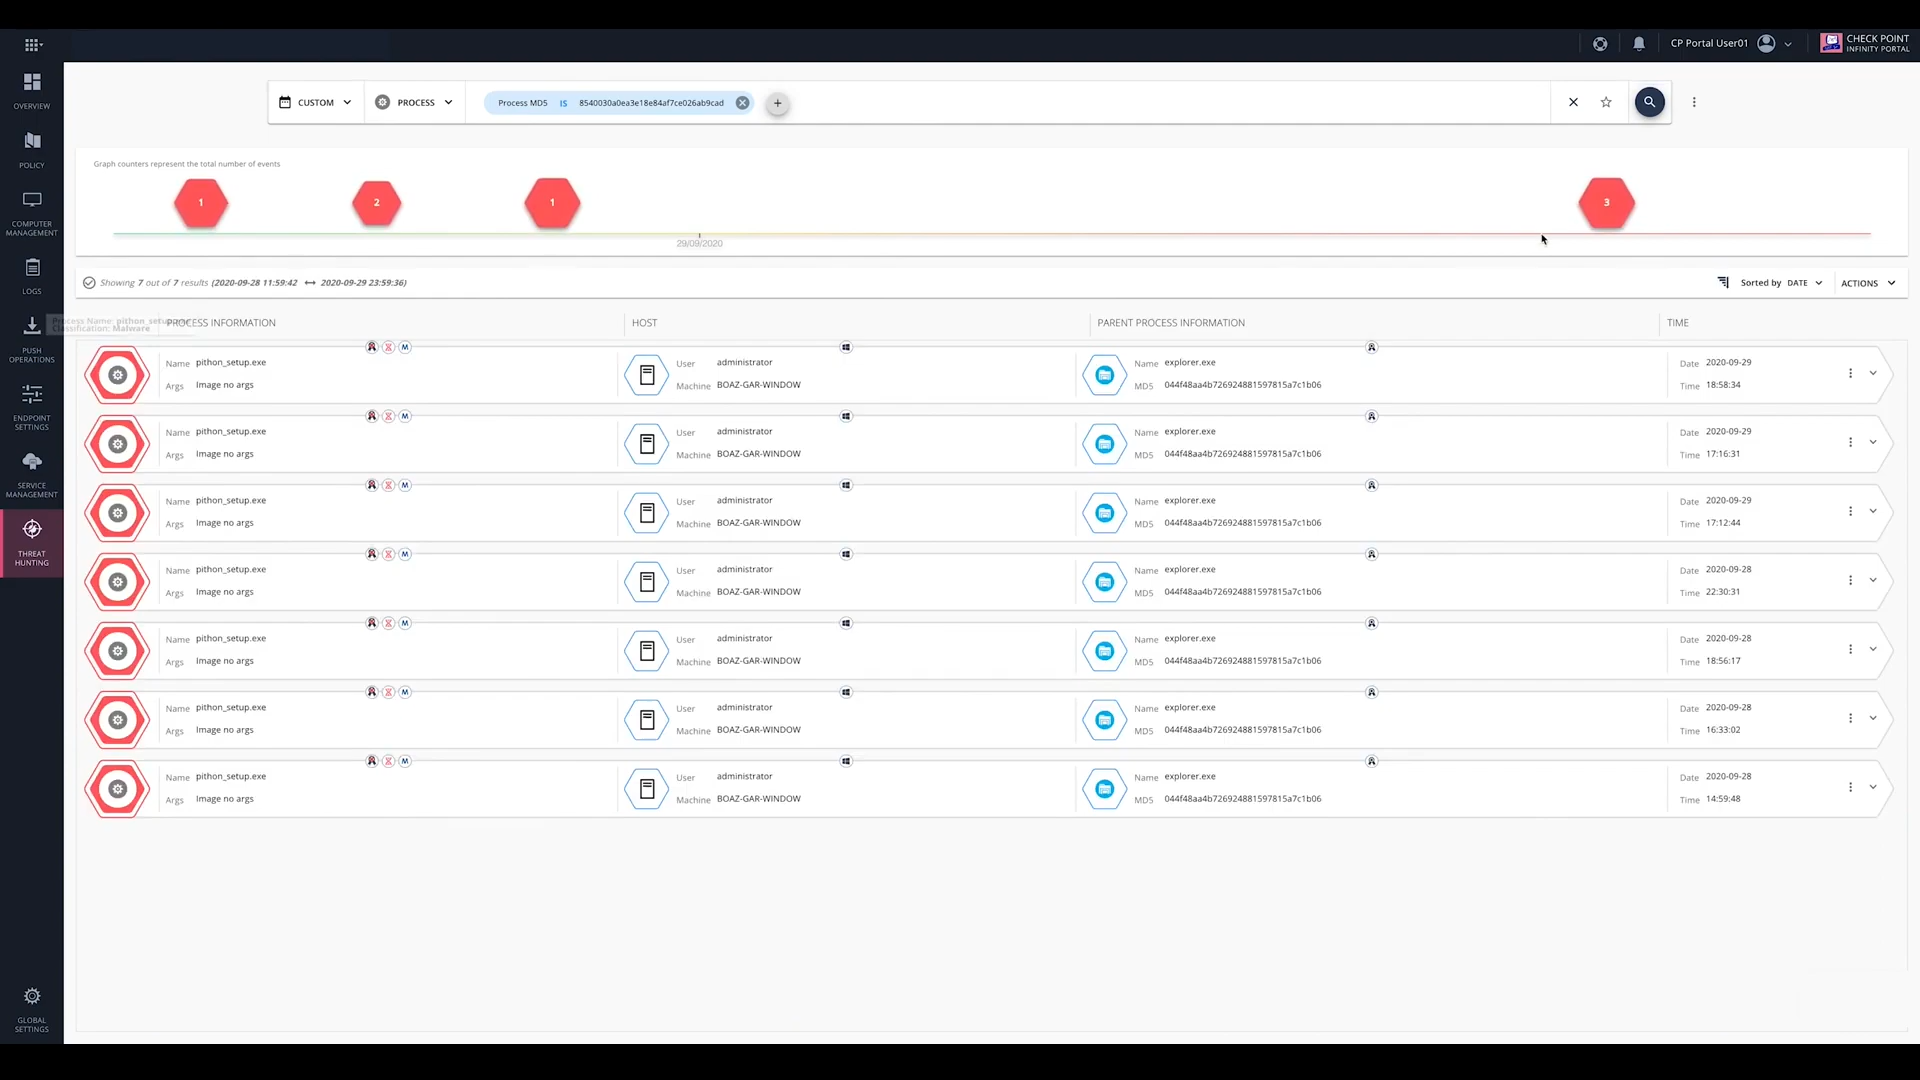 CP Portal User01
CHECK POINT
INFINITY PORTAL
OVERVIEW
POLICY
COMPUTER
MANAGEMENT
LOGS
PUSH
OPERATIONS
ENDPOINT
SETTINGS
SERVICE
MANAGEMENT
THREAT
HUNTING
GLOBAL
SETTINGS
CUSTOM PROCESS Process MD5 IS 8540030a0ea3e18e84af7ce026ab9cad +
Graph counters represent the total number of events
1 2 1 3
29/09/2020
Showing 7 out of 7 results (2020-09-28 11:59:42 ↔ 2020-09-29 23:59:36) Sorted by DATE ACTIONS
Process Name: pithon_setup.exe
Classification: Malware
PROCESS INFORMATION HOST PARENT PROCESS INFORMATION TIME
M
Name pithon_setup.exe User administrator Name explorer.exe Date 2020-09-29
Args Image no args Machine BOAZ-GAR-WINDOW MD5 044f48aa4b726924881597815a7c1b06 Time 18:58:34
M
Name pithon_setup.exe User administrator Name explorer.exe Date 2020-09-29
Args Image no args Machine BOAZ-GAR-WINDOW MD5 044f48aa4b726924881597815a7c1b06 Time 17:16:31
M
Name pithon_setup.exe User administrator Name explorer.exe Date 2020-09-29
Args Image no args Machine BOAZ-GAR-WINDOW MD5 044f48aa4b726924881597815a7c1b06 Time 17:12:44
M
Name pithon_setup.exe User administrator Name explorer.exe Date 2020-09-28
Args Image no args Machine BOAZ-GAR-WINDOW MD5 044f48aa4b726924881597815a7c1b06 Time 22:30:31
M
Name pithon_setup.exe User administrator Name explorer.exe Date 2020-09-28
Args Image no args Machine BOAZ-GAR-WINDOW MD5 044f48aa4b726924881597815a7c1b06 Time 18:56:17
M
Name pithon_setup.exe User administrator Name explorer.exe Date 2020-09-28
Args Image no args Machine BOAZ-GAR-WINDOW MD5 044f48aa4b726924881597815a7c1b06 Time 16:33:02
M
Name pithon_setup.exe User administrator Name explorer.exe Date 2020-09-28
Args Image no args Machine BOAZ-GAR-WINDOW MD5 044f48aa4b726924881597815a7c1b06 Time 14:59:48